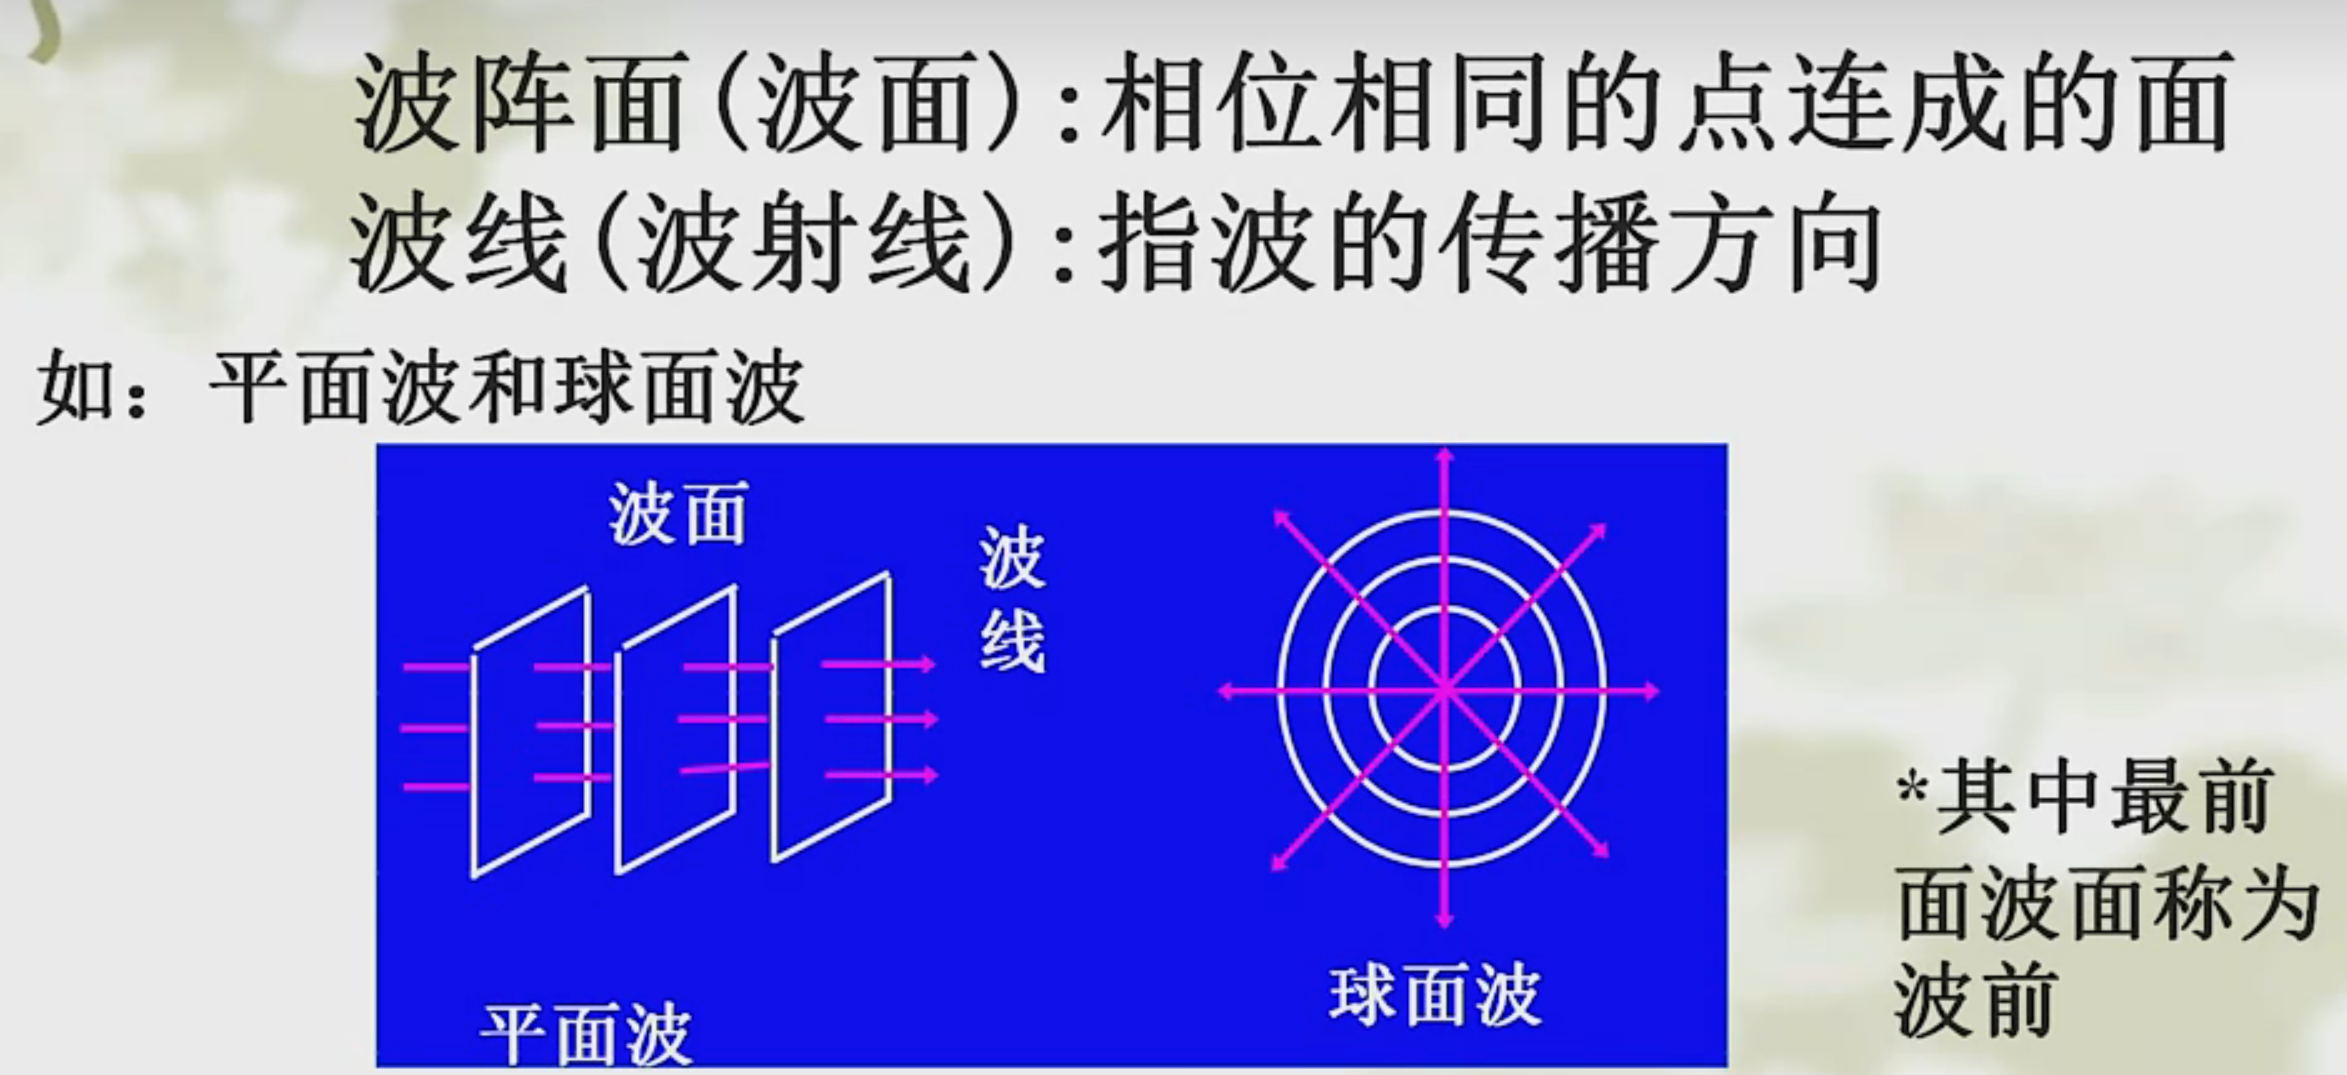 波阵面(波面):相位相同的点连成的面
波线(波射线):指波的传播方向
如：平面波和球面波
波面
波
线
平面波
球面波
*其中最前
面波面称为
波前